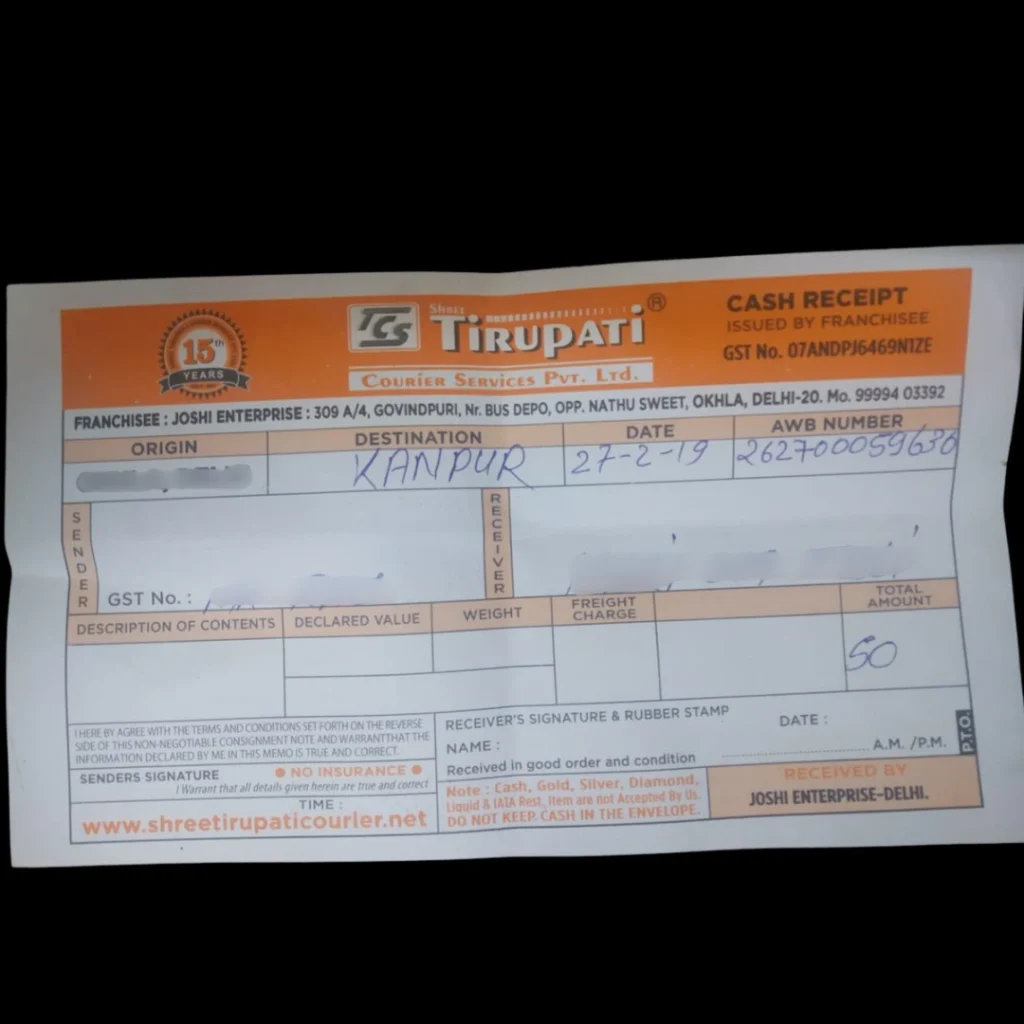 15th
YEARS
TCS
Shree
TIRUPATI ®
COURIER SERVICES PVT. LTD.
CASH RECEIPT
ISSUED BY FRANCHISEE
GST No. 07ANDPJ6469N1ZE
FRANCHISEE : JOSHI ENTERPRISE : 309 A/4, GOVINDPURI, Nr. BUS DEPO, OPP. NATHU SWEET, OKHLA, DELHI-20. Mo. 99994 03392
ORIGIN DESTINATION DATE AWB NUMBER
KANPUR 27-2-19 262700059636
SENDER
RECEIVER
GST No. :
DESCRIPTION OF CONTENTS DECLARED VALUE WEIGHT FREIGHT CHARGE TOTAL AMOUNT
50
I HERE BY AGREE WITH THE TERMS AND CONDITIONS SET FORTH ON THE REVERSE
SIDE OF THIS NON-NEGOTIABLE CONSIGNMENT NOTE AND WARRANTTHAT THE
INFORMATION DECLARED BY ME IN THIS MEMO IS TRUE AND CORRECT.
SENDERS SIGNATURE ● NO INSURANCE ●
I Warrant that all details given herein are true and correct
TIME :
www.shreetirupaticourier.net
RECEIVER'S SIGNATURE & RUBBER STAMP DATE :
NAME : A.M. /P.M.
Received in good order and condition
P.T.O.
Note : Cash, Gold, Silver, Diamond,
Liquid & IATA Rest. Item are not Accepted By Us.
DO NOT KEEP CASH IN THE ENVELOPE.
RECEIVED BY
JOSHI ENTERPRISE-DELHI.